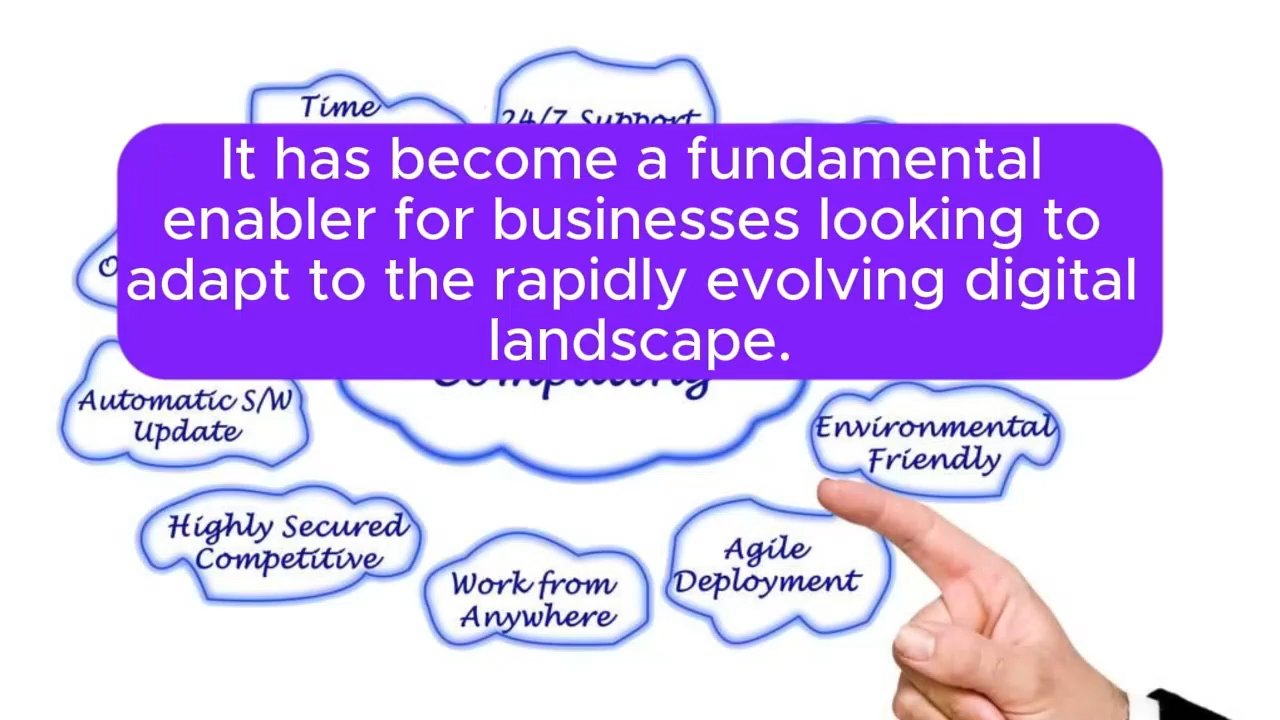 Time
24/7 Support
It has become a fundamental
enabler for businesses looking to
adapt to the rapidly evolving digital
landscape.
Computing
Automatic S/W
Update
Environmental
Friendly
Highly Secured
Competitive
Agile
Deployment
Work from
Anywhere